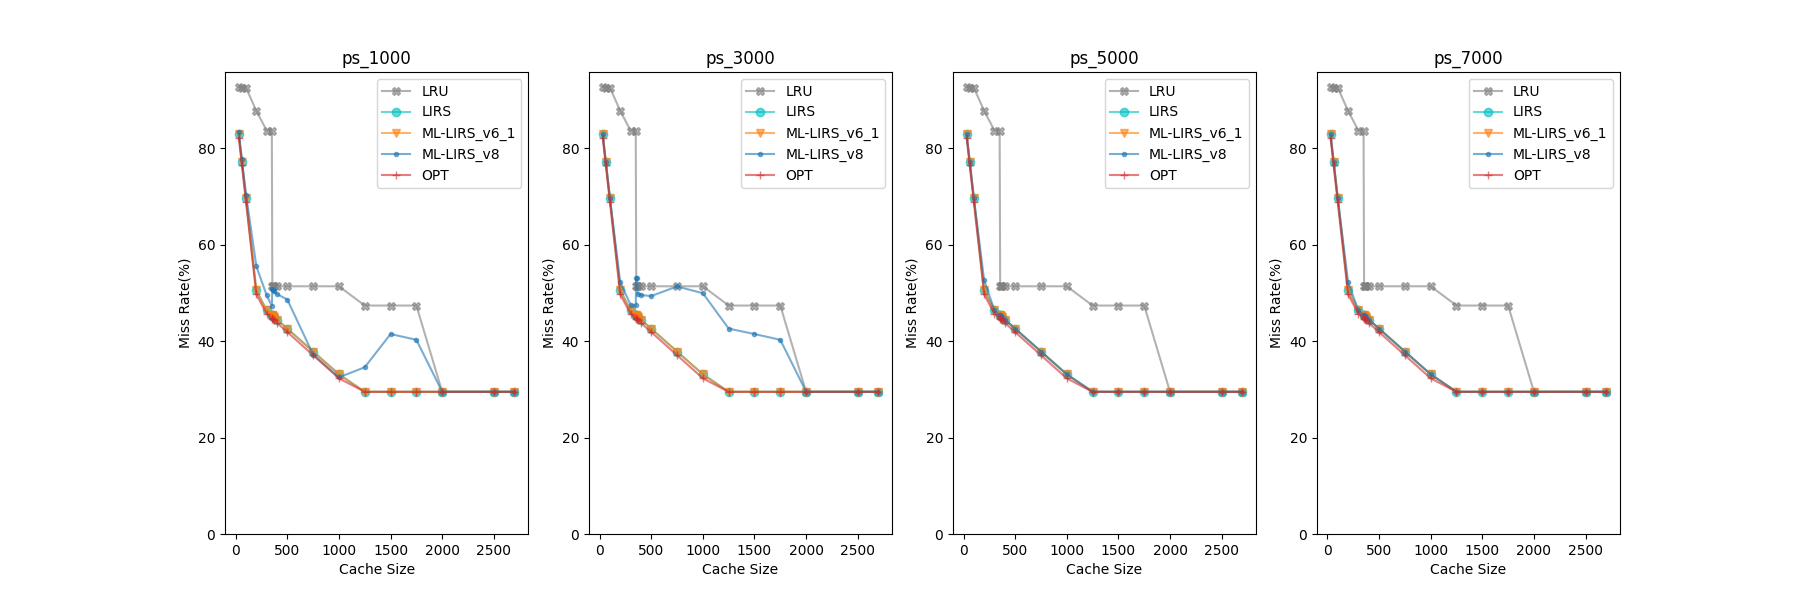 ps_1000
Miss Rate(%)
80
60
40
20
0
0 500 1000 1500 2000 2500
Cache Size
LRU
LIRS
ML-LIRS_v6_1
ML-LIRS_v8
OPT
ps_3000
Miss Rate(%)
80
60
40
20
0
0 500 1000 1500 2000 2500
Cache Size
LRU
LIRS
ML-LIRS_v6_1
ML-LIRS_v8
OPT
ps_5000
Miss Rate(%)
80
60
40
20
0
0 500 1000 1500 2000 2500
Cache Size
LRU
LIRS
ML-LIRS_v6_1
ML-LIRS_v8
OPT
ps_7000
Miss Rate(%)
80
60
40
20
0
0 500 1000 1500 2000 2500
Cache Size
LRU
LIRS
ML-LIRS_v6_1
ML-LIRS_v8
OPT